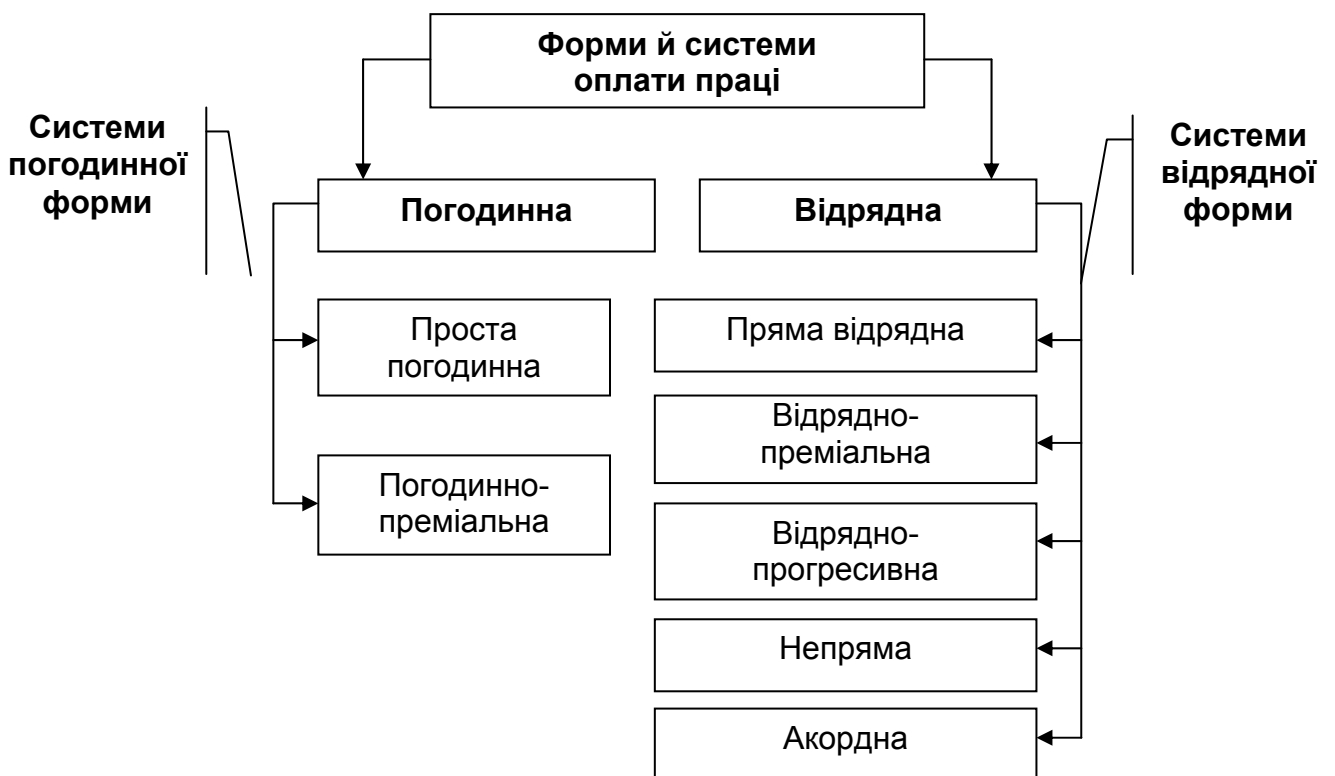 Форми й системи
оплати праці
Системи
погодинної
форми
Системи
відрядної
форми
Погодинна
Відрядна
Проста
погодинна
Погодинно-
преміальна
Пряма відрядна
Відрядно-
преміальна
Відрядно-
прогресивна
Непряма
Акордна